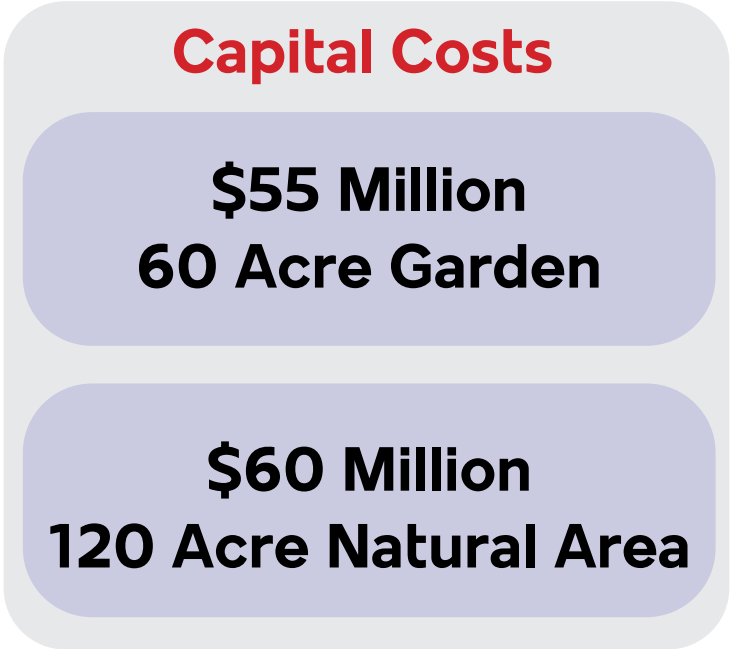 Capital Costs
$55 Million
60 Acre Garden
$60 Million
120 Acre Natural Area